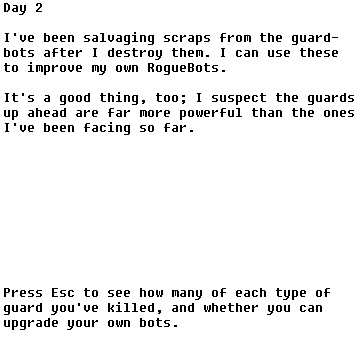 Day 2
I've been salvaging scraps from the guard-
bots after I destroy them. I can use these
to improve my own RogueBots.
It's a good thing, too; I suspect the guards
up ahead are far more powerful than the ones
I've been facing so far.
Press Esc to see how many of each type of
guard you've killed, and whether you can
upgrade your own bots.